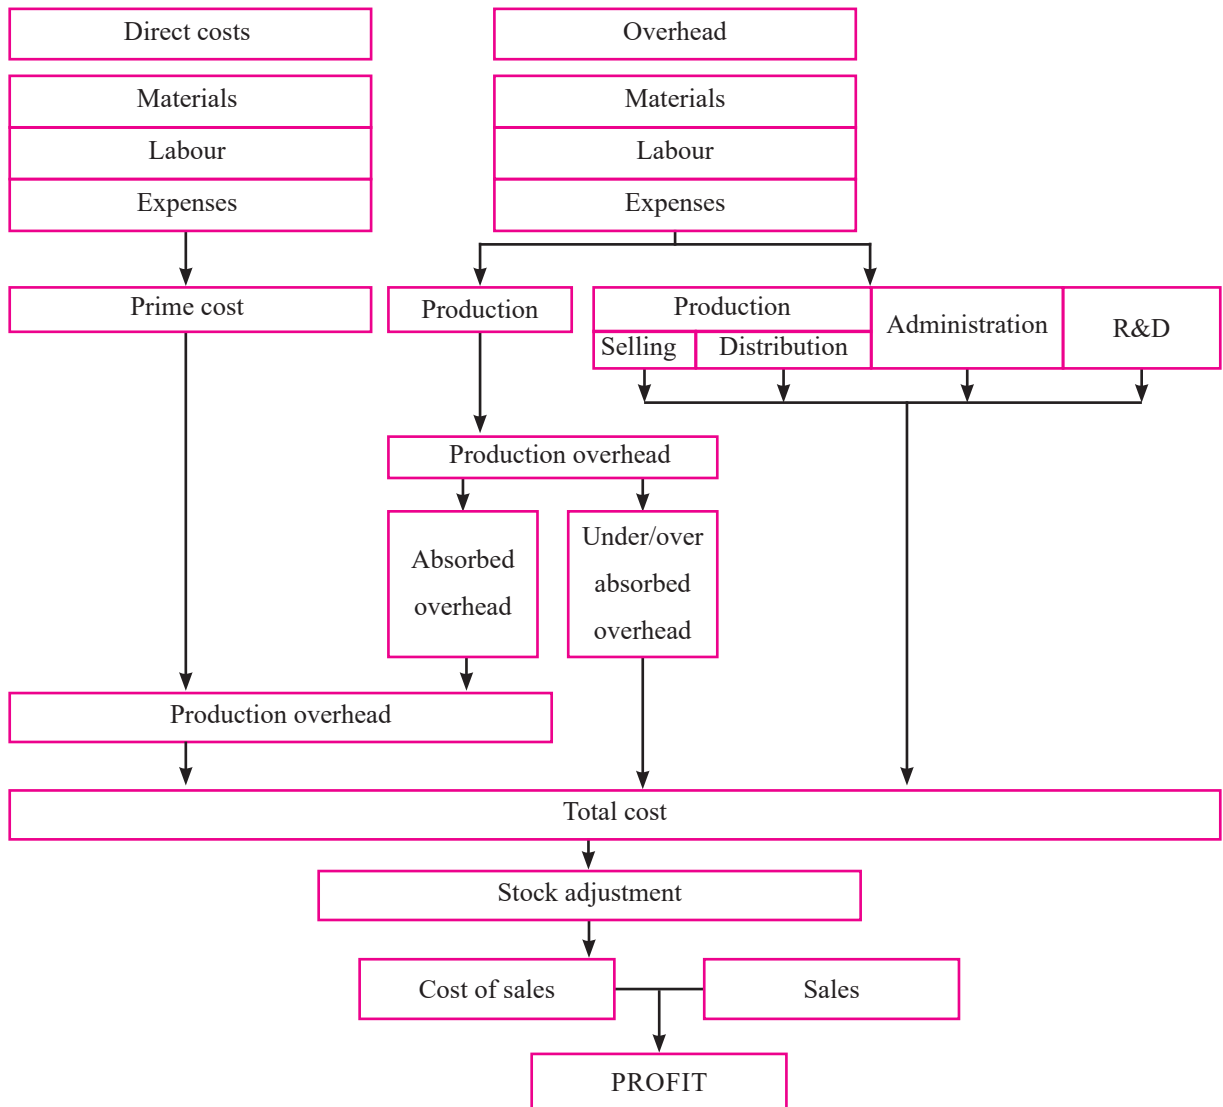 Direct costs
Overhead
Materials
Labour
Expenses
Materials
Labour
Expenses
Prime cost
Production
Production
Selling
Distribution
Administration
R&D
Production overhead
Absorbed
overhead
Under/over
absorbed
overhead
Production overhead
Total cost
Stock adjustment
Cost of sales
Sales
PROFIT